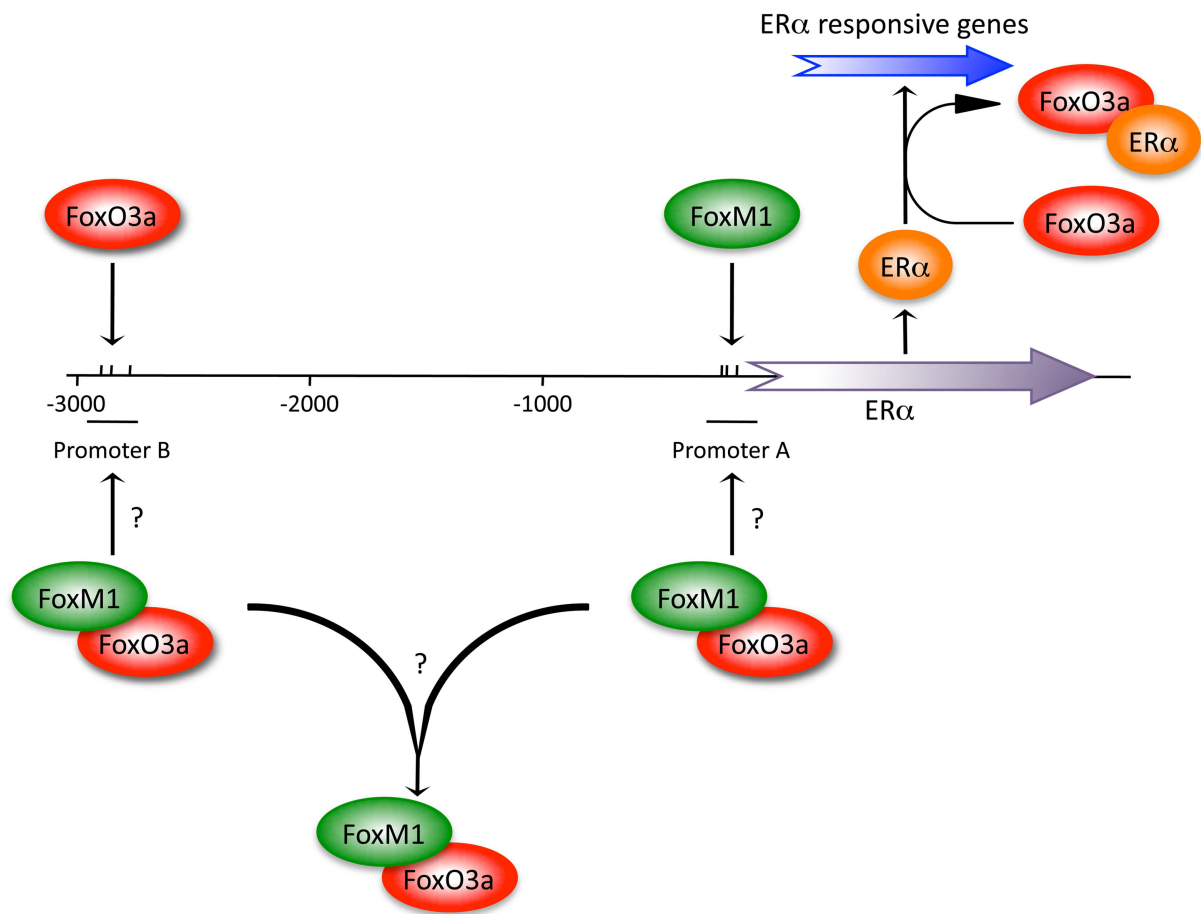 ERα responsive genes
FoxO3a
ERα
FoxO3a
FoxM1
FoxO3a
ERα
-3000
-2000
-1000
ERα
Promoter B
Promoter A
?
?
FoxM1
FoxO3a
FoxM1
FoxO3a
?
FoxM1
FoxO3a